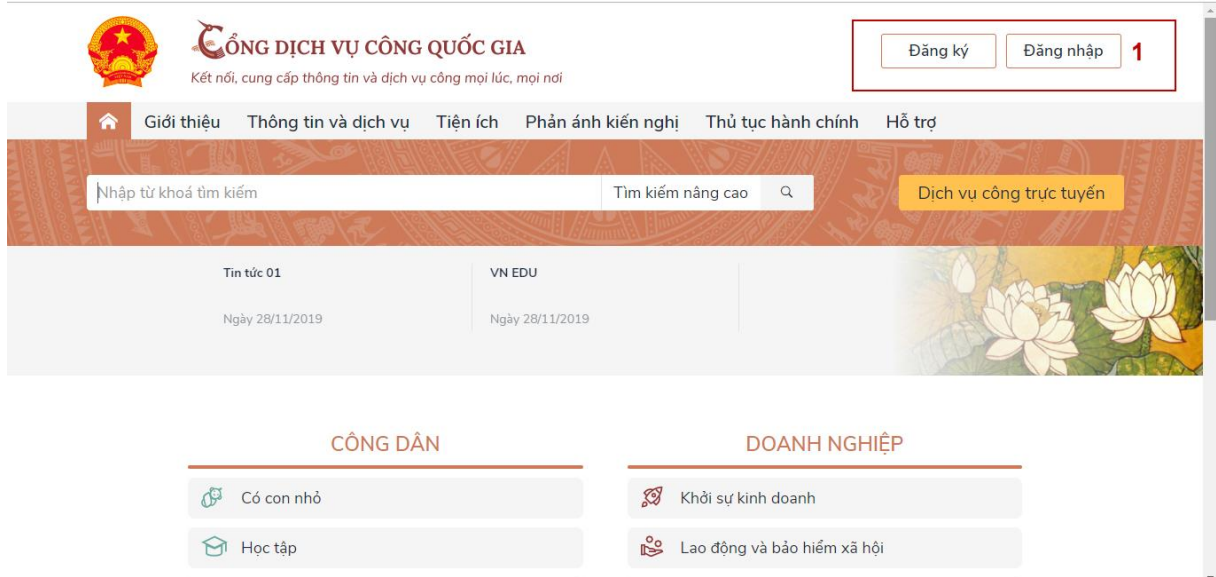 CỔNG DỊCH VỤ CÔNG QUỐC GIA
Kết nối, cung cấp thông tin và dịch vụ công mọi lúc, mọi nơi
Đăng ký Đăng nhập 1
Giới thiệu Thông tin và dịch vụ Tiện ích Phản ánh kiến nghị Thủ tục hành chính Hỗ trợ
Nhập từ khoá tìm kiếm Tìm kiếm nâng cao Dịch vụ công trực tuyến
Tin tức 01 VN EDU
Ngày 28/11/2019 Ngày 28/11/2019
CÔNG DÂN DOANH NGHIỆP
Có con nhỏ Khởi sự kinh doanh
Học tập Lao động và bảo hiểm xã hội